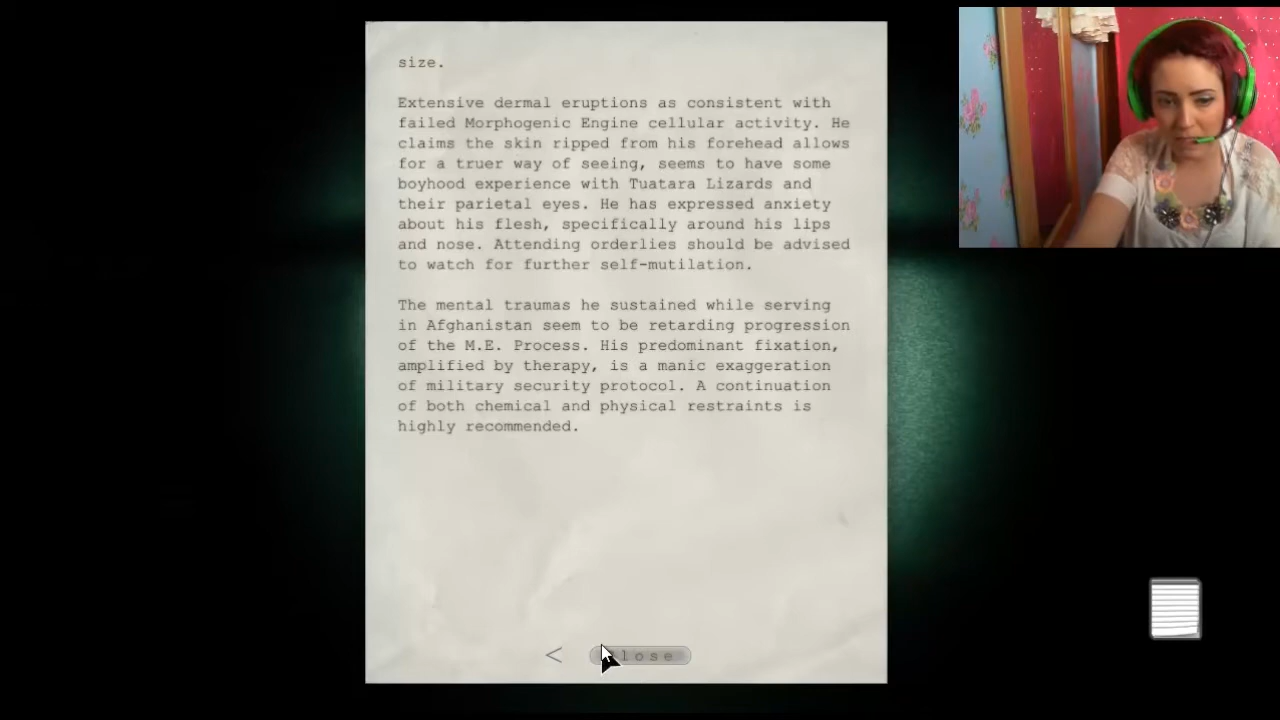 size.
Extensive dermal eruptions as consistent with
failed Morphogenic Engine cellular activity. He
claims the skin ripped from his forehead allows
for a truer way of seeing, seems to have some
boyhood experience with Tuatara Lizards and
their parietal eyes. He has expressed anxiety
about his flesh, specifically around his lips
and nose. Attending orderlies should be advised
to watch for further self-mutilation.
The mental traumas he sustained while serving
in Afghanistan seem to be retarding progression
of the M.E. Process. His predominant fixation,
amplified by therapy, is a manic exaggeration
of military security protocol. A continuation
of both chemical and physical restraints is
highly recommended.
< Close